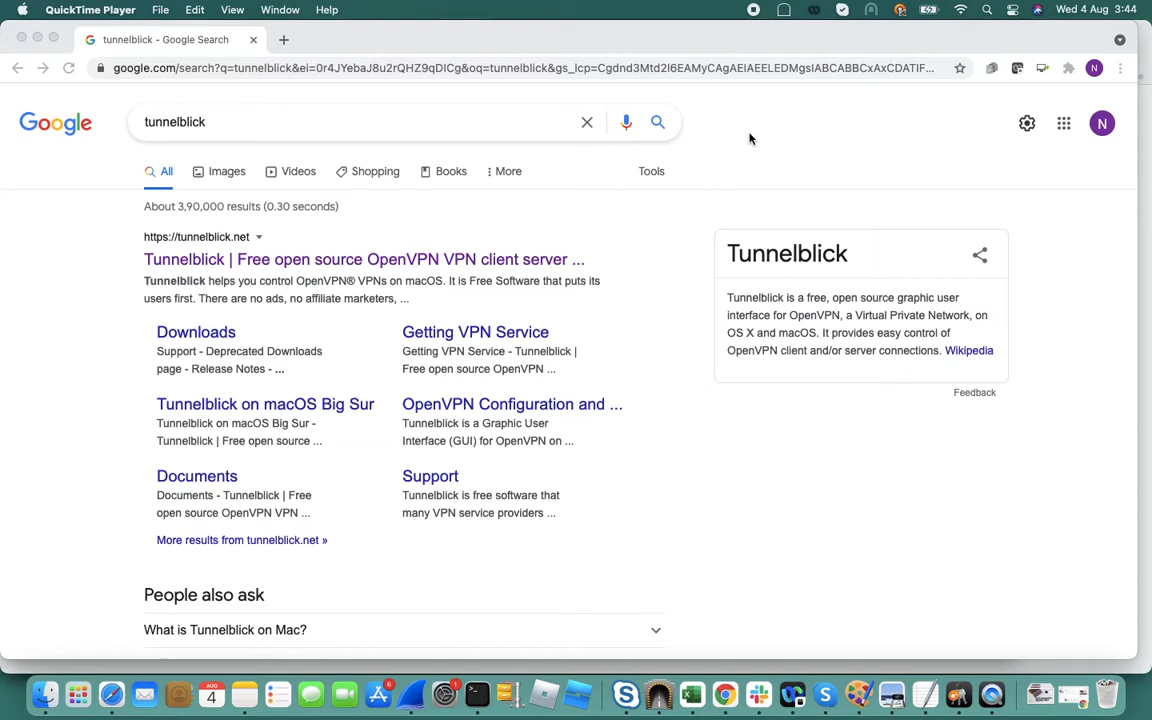 QuickTime Player File Edit View Window Help Wed 4 Aug 3:44
tunnelblick - Google Search
google.com/search?q=tunnelblick&ei=0r4JYebaJ8u2rQHZ9qDICg&oq=tunnelblick&gs_lcp=Cgdnd3Mtd2l6EAMyCAgAEIAEELEDMgsIABCABBCxAxCDATIF...
N
Google
tunnelblick
N
All Images Videos Shopping Books More Tools
About 3,90,000 results (0.30 seconds)
https://tunnelblick.net
Tunnelblick | Free open source OpenVPN VPN client server ...
Tunnelblick helps you control OpenVPN® VPNs on macOS. It is Free Software that puts its
users first. There are no ads, no affiliate marketers, ...
Downloads
Support - Deprecated Downloads
page - Release Notes - ...
Getting VPN Service
Getting VPN Service - Tunnelblick |
Free open source OpenVPN ...
Tunnelblick on macOS Big Sur
Tunnelblick on macOS Big Sur -
Tunnelblick | Free open source ...
OpenVPN Configuration and ...
Tunnelblick is a Graphic User
Interface (GUI) for OpenVPN on ...
Documents
Documents - Tunnelblick | Free
open source OpenVPN VPN ...
Support
Tunnelblick is free software that
many VPN service providers ...
More results from tunnelblick.net »
People also ask
What is Tunnelblick on Mac?
Tunnelblick
Tunnelblick is a free, open source graphic user
interface for OpenVPN, a Virtual Private Network, on
OS X and macOS. It provides easy control of
OpenVPN client and/or server connections. Wikipedia
Feedback
AUG
4
6
1